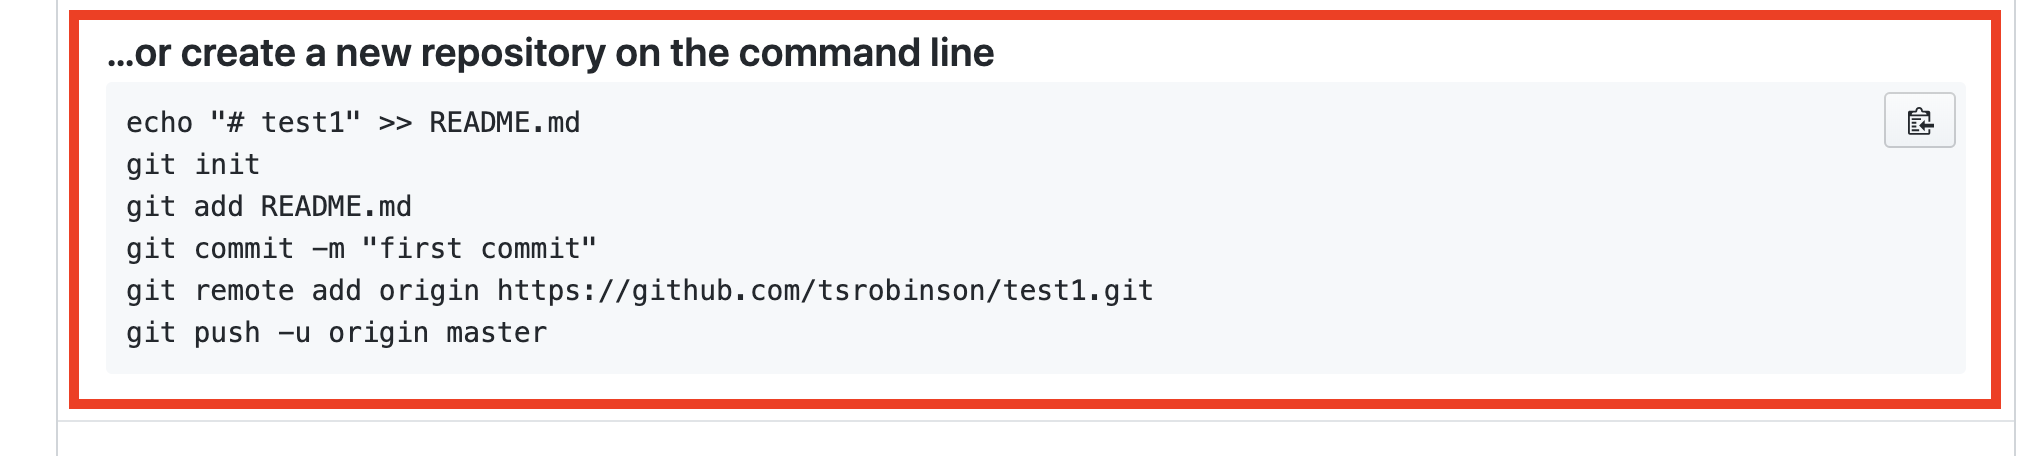 ...or create a new repository on the command line
echo "# test1" >> README.md
git init
git add README.md
git commit -m "first commit"
git remote add origin https://github.com/tsrobinson/test1.git
git push -u origin master